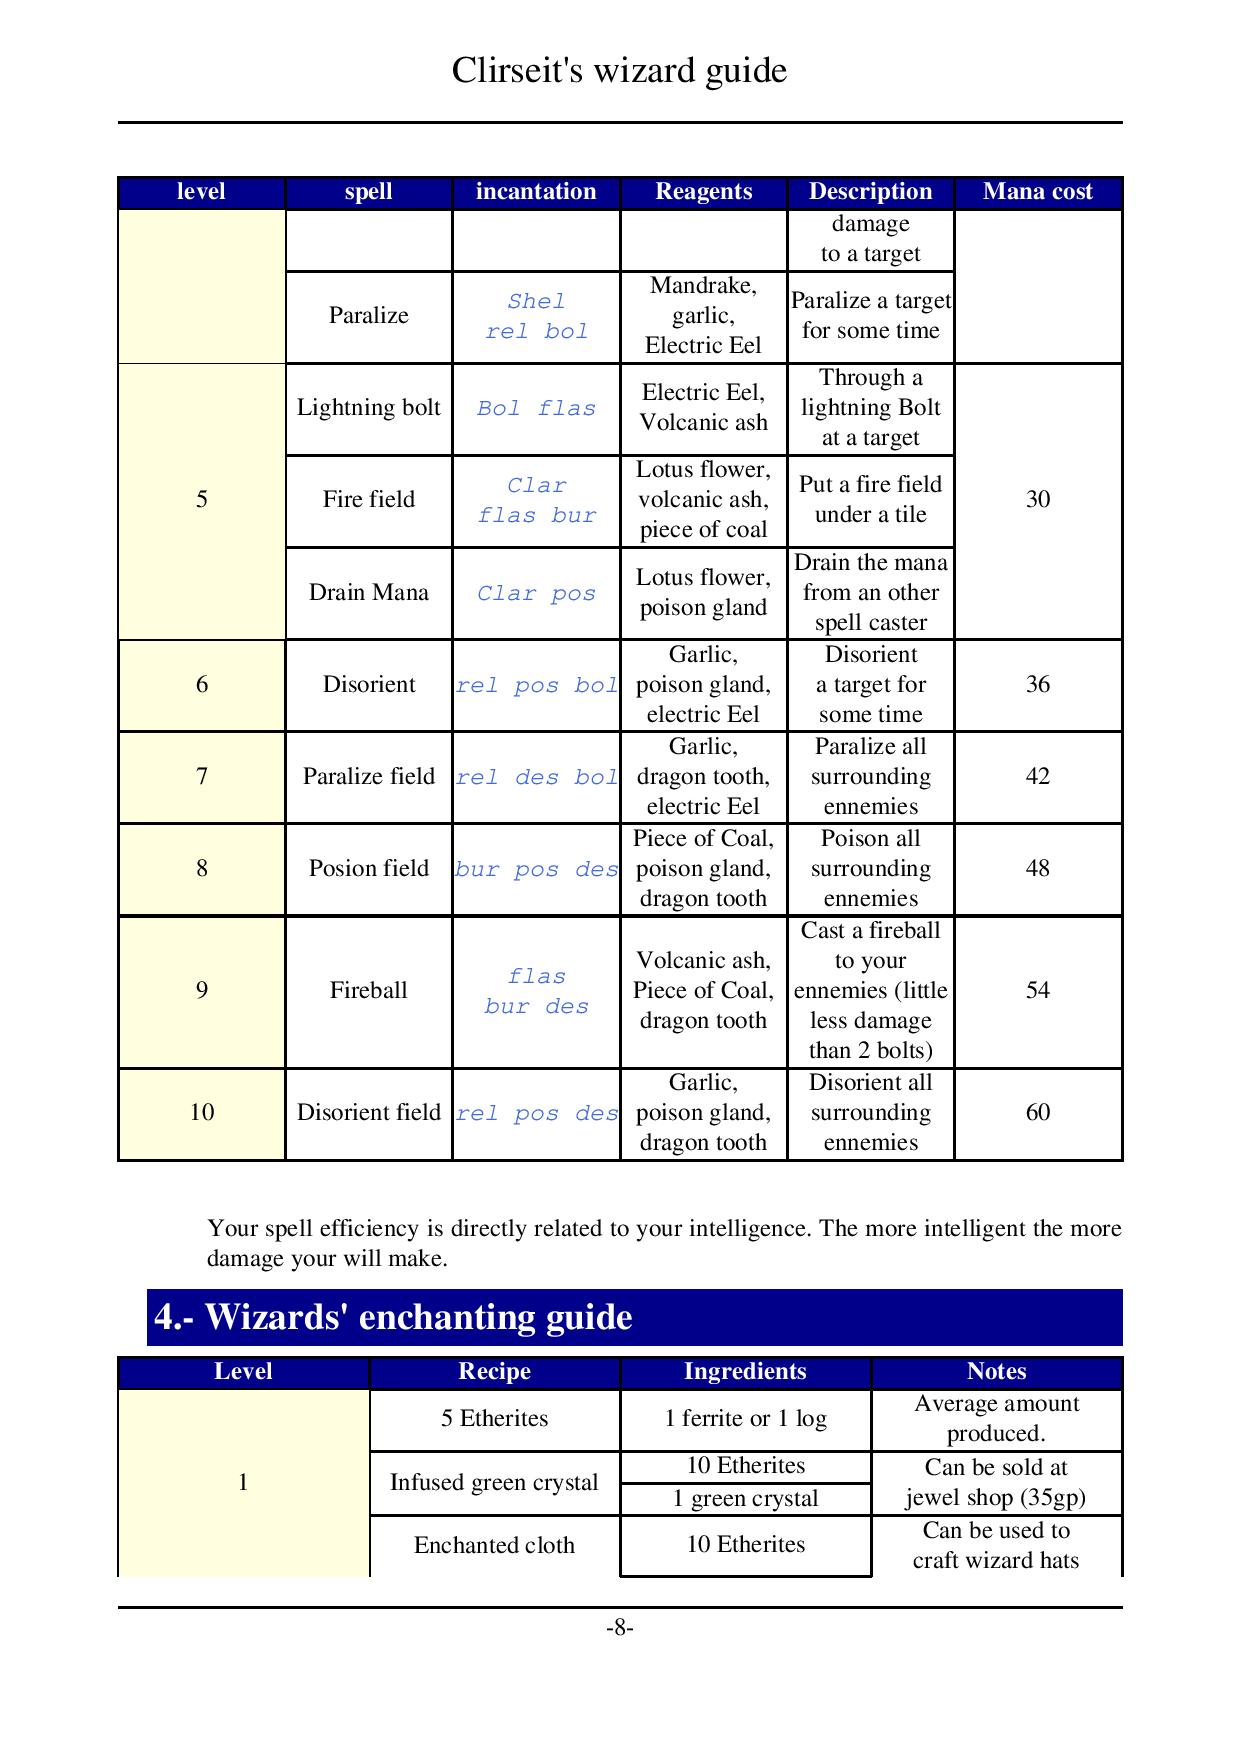 Clirseit's wizard guide
level spell incantation Reagents Description Mana cost
damage
to a target
Paralize
Shel
rel bol
Mandrake,
garlic,
Electric Eel
Paralize a target
for some time
5
Lightning bolt
Bol flas
Electric Eel,
Volcanic ash
Through a
lightning Bolt
at a target
30
Fire field
Clar
flas bur
Lotus flower,
volcanic ash,
piece of coal
Put a fire field
under a tile
Drain Mana
Clar pos
Lotus flower,
poison gland
Drain the mana
from an other
spell caster
6
Disorient
rel pos bol
Garlic,
poison gland,
electric Eel
Disorient
a target for
some time
36
7
Paralize field
rel des bol
Garlic,
dragon tooth,
electric Eel
Paralize all
surrounding
ennemies
42
8
Posion field
bur pos des
Piece of Coal,
poison gland,
dragon tooth
Poison all
surrounding
ennemies
48
9
Fireball
flas
bur des
Volcanic ash,
Piece of Coal,
dragon tooth
Cast a fireball
to your
ennemies (little
less damage
than 2 bolts)
54
10
Disorient field
rel pos des
Garlic,
poison gland,
dragon tooth
Disorient all
surrounding
ennemies
60
Your spell efficiency is directly related to your intelligence. The more intelligent the more
damage your will make.
4.- Wizards' enchanting guide
Level Recipe Ingredients Notes
1
5 Etherites
1 ferrite or 1 log
Average amount
produced.
Infused green crystal
10 Etherites
1 green crystal
Can be sold at
jewel shop (35gp)
Enchanted cloth
10 Etherites
Can be used to
craft wizard hats
-8-